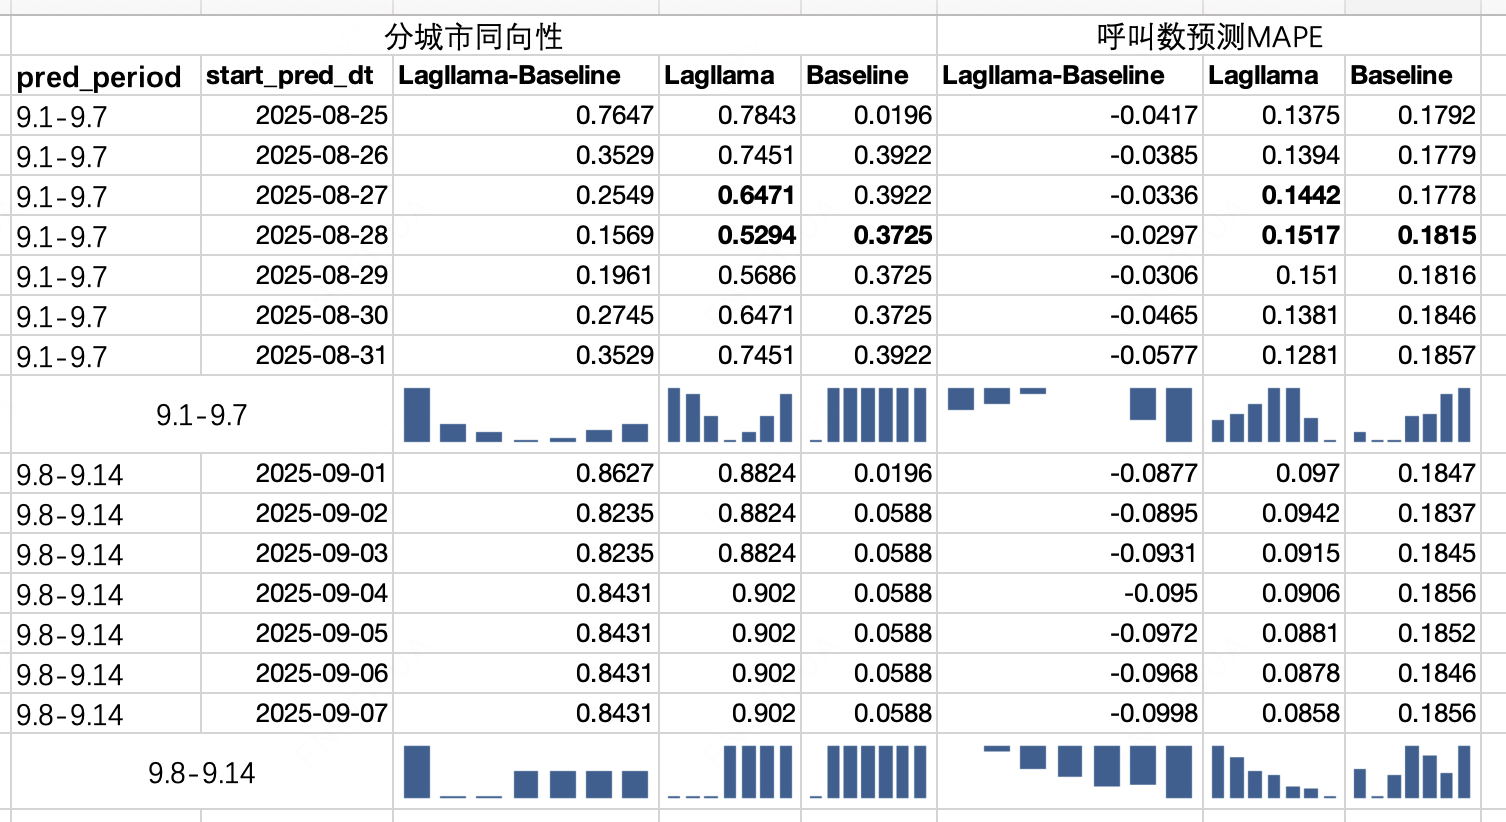 分城市同向性 呼叫数预测MAPE
pred_period start_pred_dt Lagllama-Baseline Lagllama Baseline Lagllama-Baseline Lagllama Baseline
9.1-9.7 2025-08-25 0.7647 0.7843 0.0196 -0.0417 0.1375 0.1792
9.1-9.7 2025-08-26 0.3529 0.7451 0.3922 -0.0385 0.1394 0.1779
9.1-9.7 2025-08-27 0.2549 0.6471 0.3922 -0.0336 0.1442 0.1778
9.1-9.7 2025-08-28 0.1569 0.5294 0.3725 -0.0297 0.1517 0.1815
9.1-9.7 2025-08-29 0.1961 0.5686 0.3725 -0.0306 0.151 0.1816
9.1-9.7 2025-08-30 0.2745 0.6471 0.3725 -0.0465 0.1381 0.1846
9.1-9.7 2025-08-31 0.3529 0.7451 0.3922 -0.0577 0.1281 0.1857
9.1-9.7
9.8-9.14 2025-09-01 0.8627 0.8824 0.0196 -0.0877 0.097 0.1847
9.8-9.14 2025-09-02 0.8235 0.8824 0.0588 -0.0895 0.0942 0.1837
9.8-9.14 2025-09-03 0.8235 0.8824 0.0588 -0.0931 0.0915 0.1845
9.8-9.14 2025-09-04 0.8431 0.902 0.0588 -0.095 0.0906 0.1856
9.8-9.14 2025-09-05 0.8431 0.902 0.0588 -0.0972 0.0881 0.1852
9.8-9.14 2025-09-06 0.8431 0.902 0.0588 -0.0968 0.0878 0.1846
9.8-9.14 2025-09-07 0.8431 0.902 0.0588 -0.0998 0.0858 0.1856
9.8-9.14